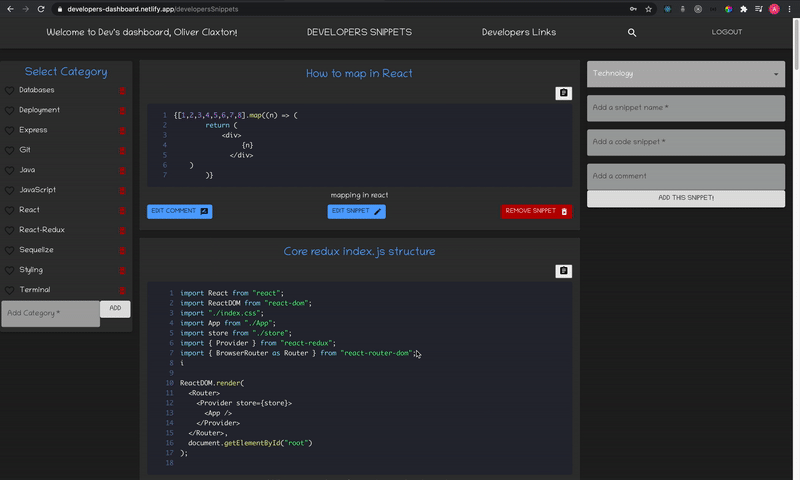 developers-dashboard.netlify.app/developersSnippets
A
Welcome to Dev's dashboard, Oliver Claxton!
DEVELOPERS SNIPPETS
Developers Links
LOGOUT
Select Category
Databases
Deployment
Express
Git
Java
JavaScript
React
React-Redux
Sequelize
Styling
Terminal
Add Category *
ADD
How to map in React
1 {[1,2,3,4,5,6,7,8].map((n) => (
2 return (
3 <div>
4 {n}
5 </div>
6 )
7 )}
mapping in react
EDIT COMMENT
EDIT SNIPPET
REMOVE SNIPPET
Core redux index.js structure
1 import React from "react";
2 import ReactDOM from "react-dom";
3 import "./index.css";
4 import App from "./App";
5 import store from "./store";
6 import { Provider } from "react-redux";
7 import { BrowserRouter as Router } from "react-router-dom";
8 i
9
10 ReactDOM.render(
11 <Router>
12 <Provider store={store}>
13 <App />
14 </Provider>
15 </Router>,
16 document.getElementById("root")
17 );
18
Technology
Add a snippet name *
Add a code snippet *
Add a comment
ADD THIS SNIPPET!